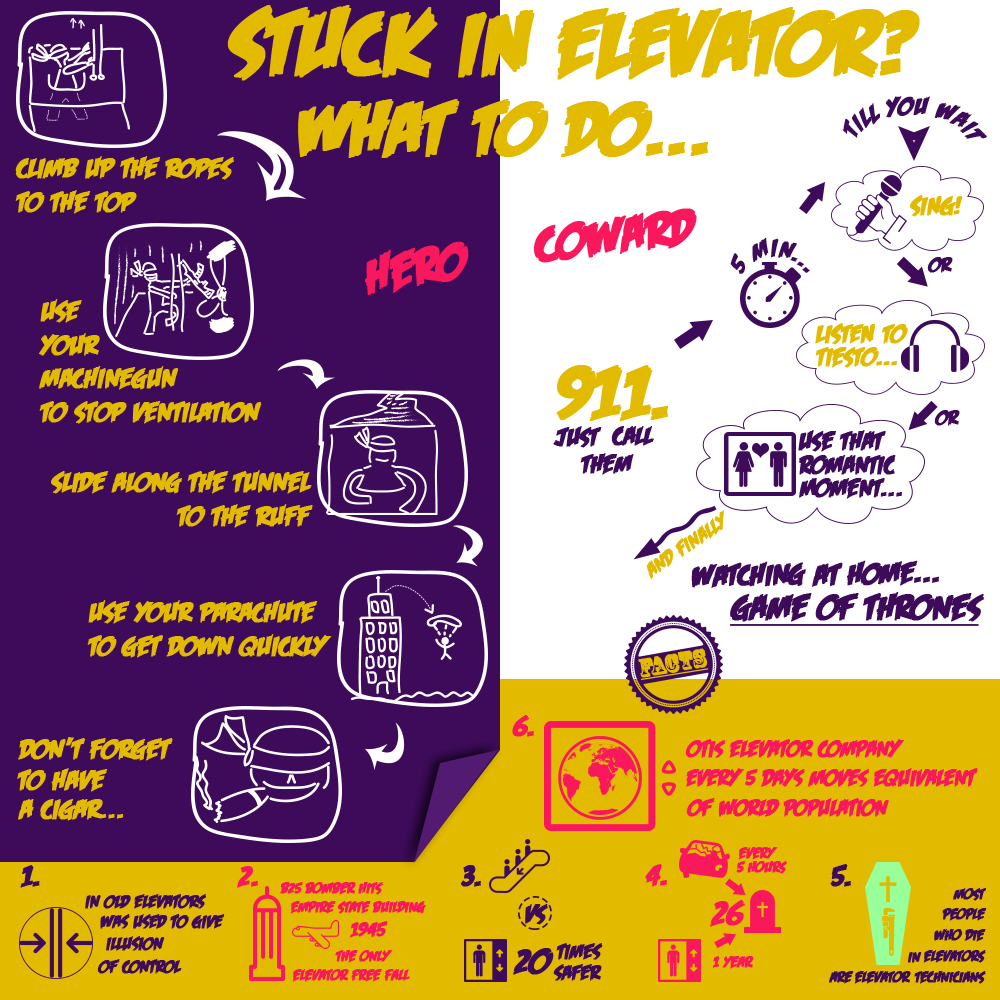 STUCK IN ELEVATOR?
WHAT TO DO...
HERO
CLIMB UP THE ROPES
TO THE TOP
USE
YOUR
MACHINEGUN
TO STOP VENTILATION
SLIDE ALONG THE TUNNEL
TO THE RUFF
USE YOUR PARACHUTE
TO GET DOWN QUICKLY
DON'T FORGET
TO HAVE
A CIGAR...
COWARD
911.
JUST CALL
THEM
5 MIN...
TILL YOU WAIT
SING!
OR
LISTEN TO
TIESTO...
OR
USE THAT
ROMANTIC
MOMENT...
AND FINALLY
WATCHING AT HOME...
GAME OF THRONES
FACTS
1.
IN OLD ELEVATORS
WAS USED TO GIVE
ILLUSION
OF CONTROL
2.
B25 BOMBER HITS
EMPIRE STATE BUILDING
1945
THE ONLY
ELEVATOR FREE FALL
3.
VS
20 TIMES
SAFER
4.
EVERY
5 HOURS
26
1 YEAR
5.
MOST
PEOPLE
WHO DIE
IN ELEVATORS
ARE ELEVATOR TECHNICIANS
6.
OTIS ELEVATOR COMPANY
EVERY 5 DAYS MOVES EQUIVALENT
OF WORLD POPULATION